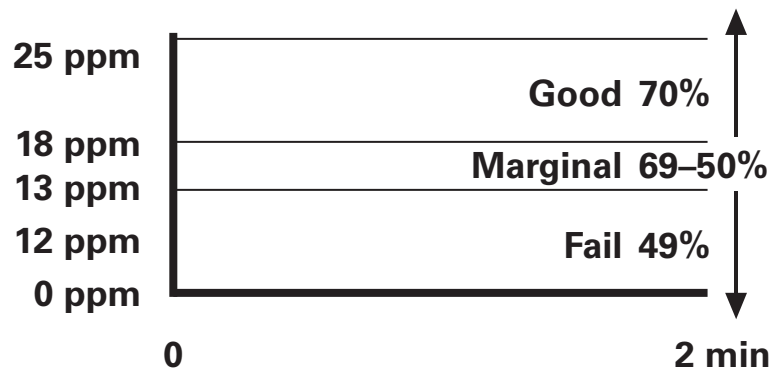 25 ppm
Good 70%
18 ppm
Marginal 69–50%
13 ppm
12 ppm
Fail 49%
0 ppm
0
2 min